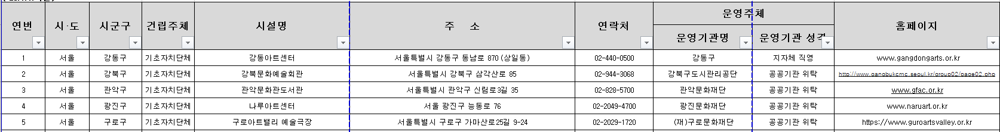 연번 시·도 시군구 건립주체 시설명 주 소 연락처 운영주체 홈페이지
운영기관명 운영기관 성격
1 서울 강동구 기초자치단체 강동아트센터 서울특별시 강동구 동남로 870 (상일동) 02-440-0500 강동구 지자체 직영 www.gangdongarts.or.kr
2 서울 강북구 기초자치단체 강북문화예술회관 서울특별시 강북구 삼각산로 85 02-944-3068 강북구도시관리공단 공공기관 위탁 http://www.gangbukcmc.seoul.kr/group02/page02.php
3 서울 관악구 기초자치단체 관악문화관도서관 서울특별시 관악구 신림로3길 35 02-828-5700 관악문화재단 공공기관 위탁 www.gfac.or.kr
4 서울 광진구 기초자치단체 나루아트센터 서울 광진구 능동로 76 02-2049-4700 광진문화재단 공공기관 위탁 www.naruart.or.kr
5 서울 구로구 기초자치단체 구로아트밸리 예술극장 서울특별시 구로구 가마산로25길 9-24 02-2029-1720 (재)구로문화재단 공공기관 위탁 https://www.guroartsvalley.or.kr